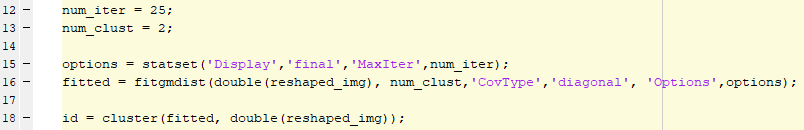 12 – num_iter = 25;
13 – num_clust = 2;
14
15 – options = statset('Display','final','MaxIter',num_iter);
16 – fitted = fitgmdist(double(reshaped_img), num_clust,'CovType','diagonal', 'Options',options);
17
18 – id = cluster(fitted, double(reshaped_img));